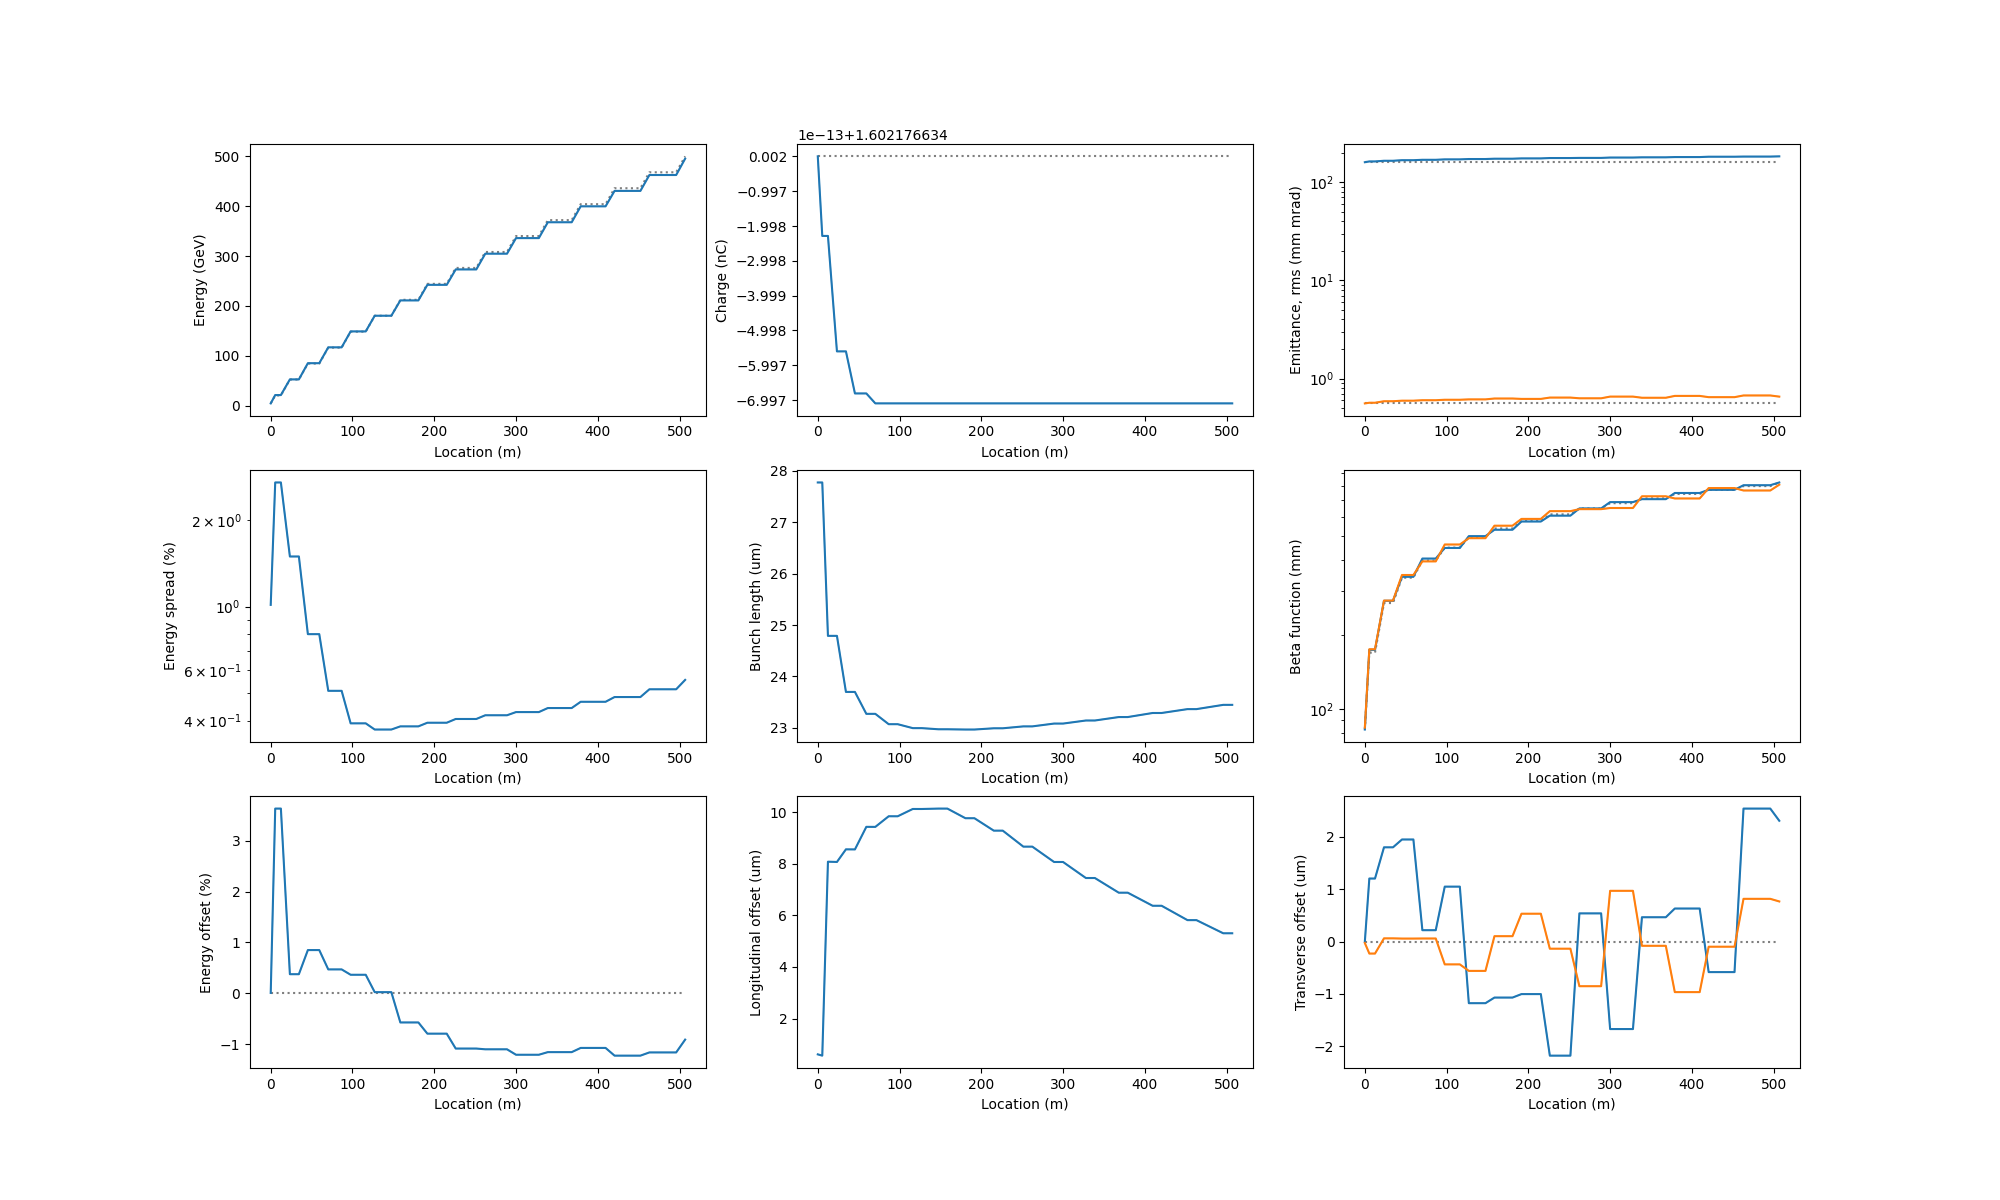 1e−13+1.602176634
500
400
300
200
100
0
Energy (GeV)
0 100 200 300 400 500
Location (m)
0.002
−0.997
−1.998
−2.998
−3.999
−4.998
−5.997
−6.997
Charge (nC)
0 100 200 300 400 500
Location (m)
10²
10¹
10⁰
Emittance, rms (mm mrad)
0 100 200 300 400 500
Location (m)
2 × 10⁰
10⁰
6 × 10⁻¹
4 × 10⁻¹
Energy spread (%)
0 100 200 300 400 500
Location (m)
28
27
26
25
24
23
Bunch length (um)
0 100 200 300 400 500
Location (m)
10²
Beta function (mm)
0 100 200 300 400 500
Location (m)
3
2
1
0
−1
Energy offset (%)
0 100 200 300 400 500
Location (m)
10
8
6
4
2
Longitudinal offset (um)
0 100 200 300 400 500
Location (m)
2
1
0
−1
−2
Transverse offset (um)
0 100 200 300 400 500
Location (m)